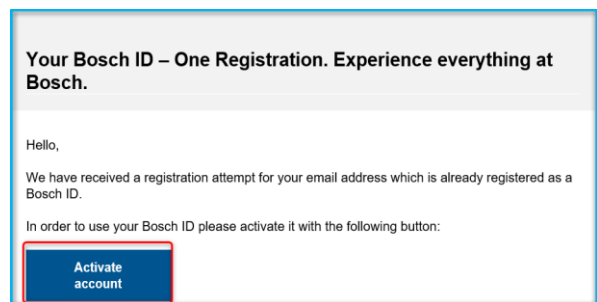 Your Bosch ID – One Registration. Experience everything at
Bosch.
Hello,
We have received a registration attempt for your email address which is already registered as a
Bosch ID.
In order to use your Bosch ID please activate it with the following button:
Activate
account